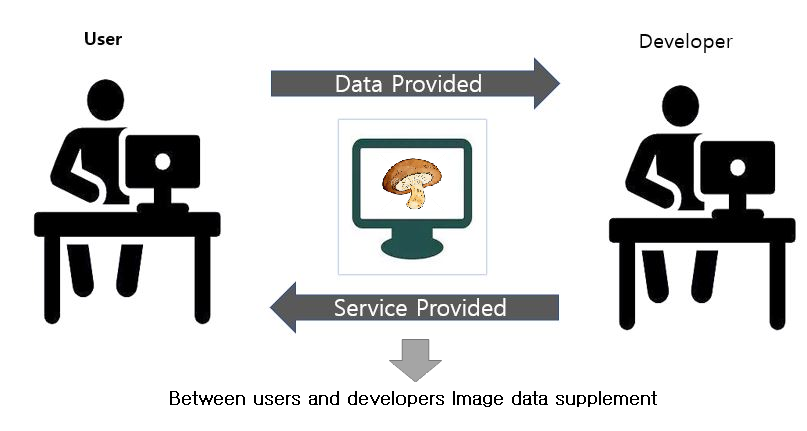 User
Developer
Data Provided
Service Provided
Between users and developers Image data supplement